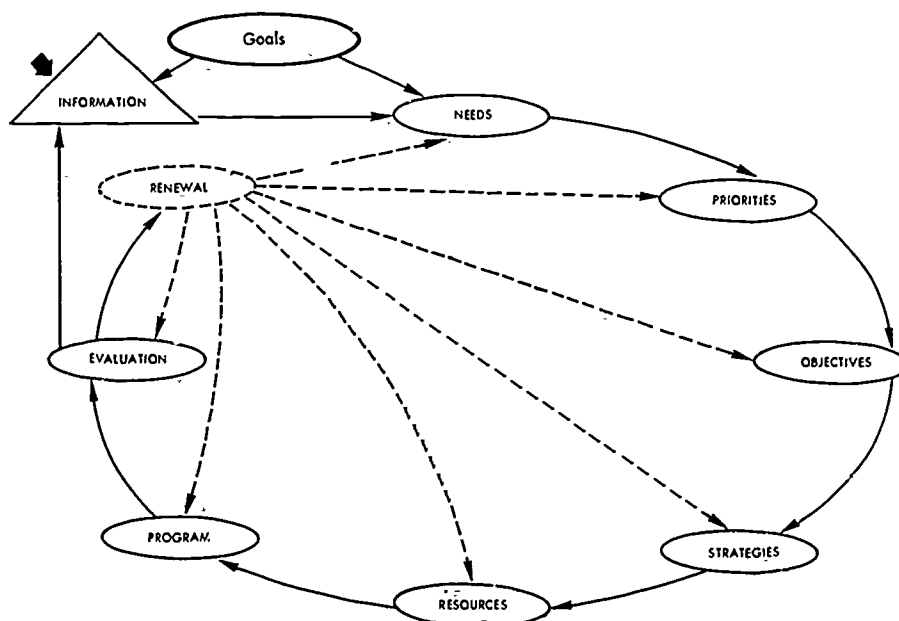 Goals
INFORMATION
NEEDS
RENEWAL
PRIORITIES
EVALUATION
OBJECTIVES
PROGRAM
STRATEGIES
RESOURCES